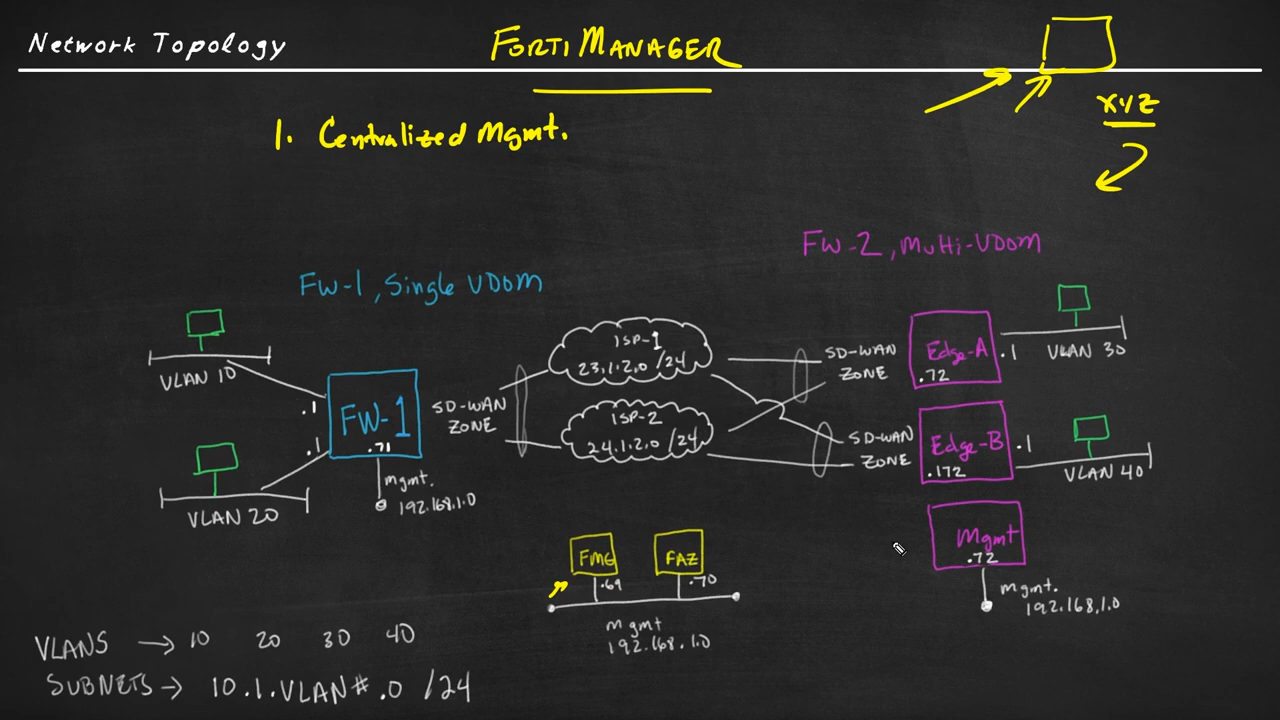 Network Topology
FORTIMANAGER
XYZ
1. Centralized Mgmt.
FW-2, Multi-VDOM
FW-1, Single VDOM
VLAN 10
VLAN 20
.1
.1
FW-1
.71
mgmt.
192.168.1.0
SD-WAN
ZONE
ISP-1
23.1.2.0 /24
ISP-2
24.1.2.0 /24
SD-WAN
ZONE
SD-WAN
ZONE
Edge-A
.72
.1
VLAN 30
Edge-B
.172
.1
VLAN 40
Mgmt
.72
mgmt.
192.168.1.0
FMG
.69
FAZ
.70
mgmt
192.168.1.0
VLANS → 10 20 30 40
SUBNETS → 10.1.VLAN#.0 /24